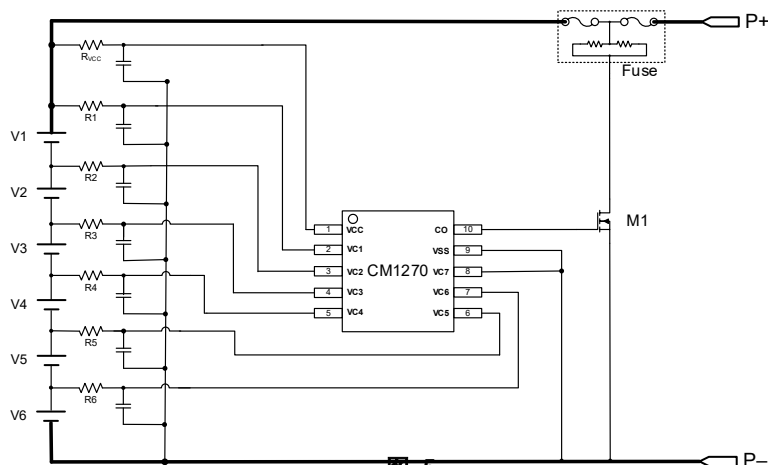 P+
Fuse
RVCC
R1
V1
R2
V2
R3
V3
R4
V4
R5
V5
R6
V6
M1
1 VCC CO 10
2 VC1 VSS 9
3 VC2 CM1270 VC7 8
4 VC3 VC6 7
5 VC4 VC5 6
P–